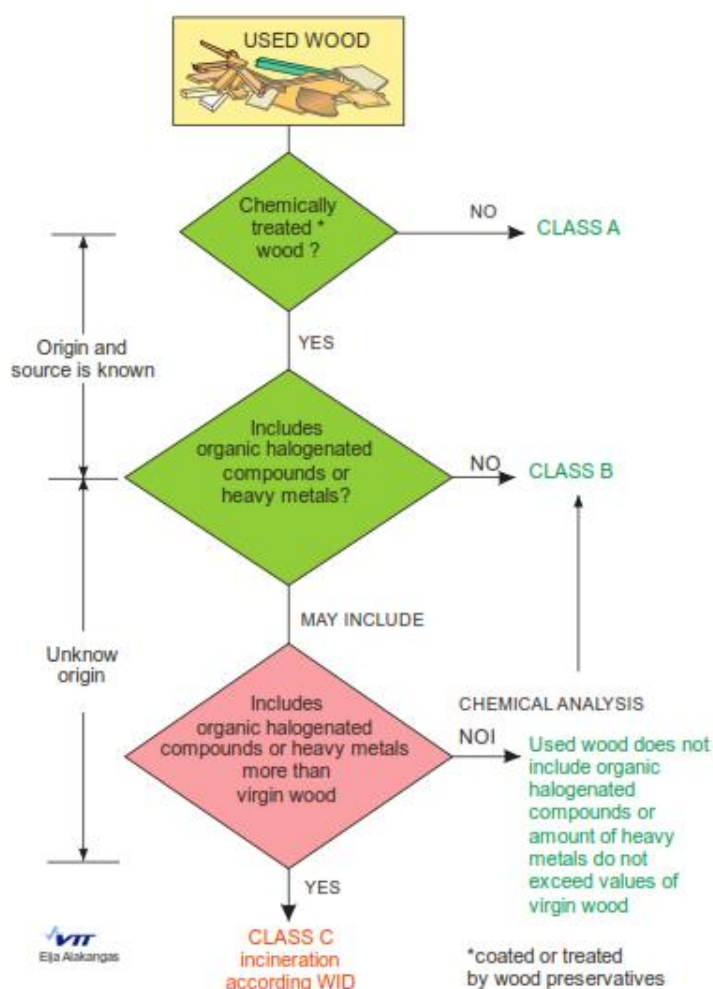 USED WOOD
Chemically
treated *
wood ?
NO
CLASS A
YES
Origin and
source is known
Includes
organic halogenated
compounds or
heavy metals?
NO
CLASS B
MAY INCLUDE
Unknow
origin
Includes
organic halogenated
compounds or heavy metals
more than
virgin wood
CHEMICAL ANALYSIS
NOI
Used wood does not
include organic
halogenated
compounds or
amount of heavy
metals do not
exceed values of
virgin wood
YES
CLASS C
incineration
according WID
VTT
Eija Alakangas
*coated or treated
by wood preservatives